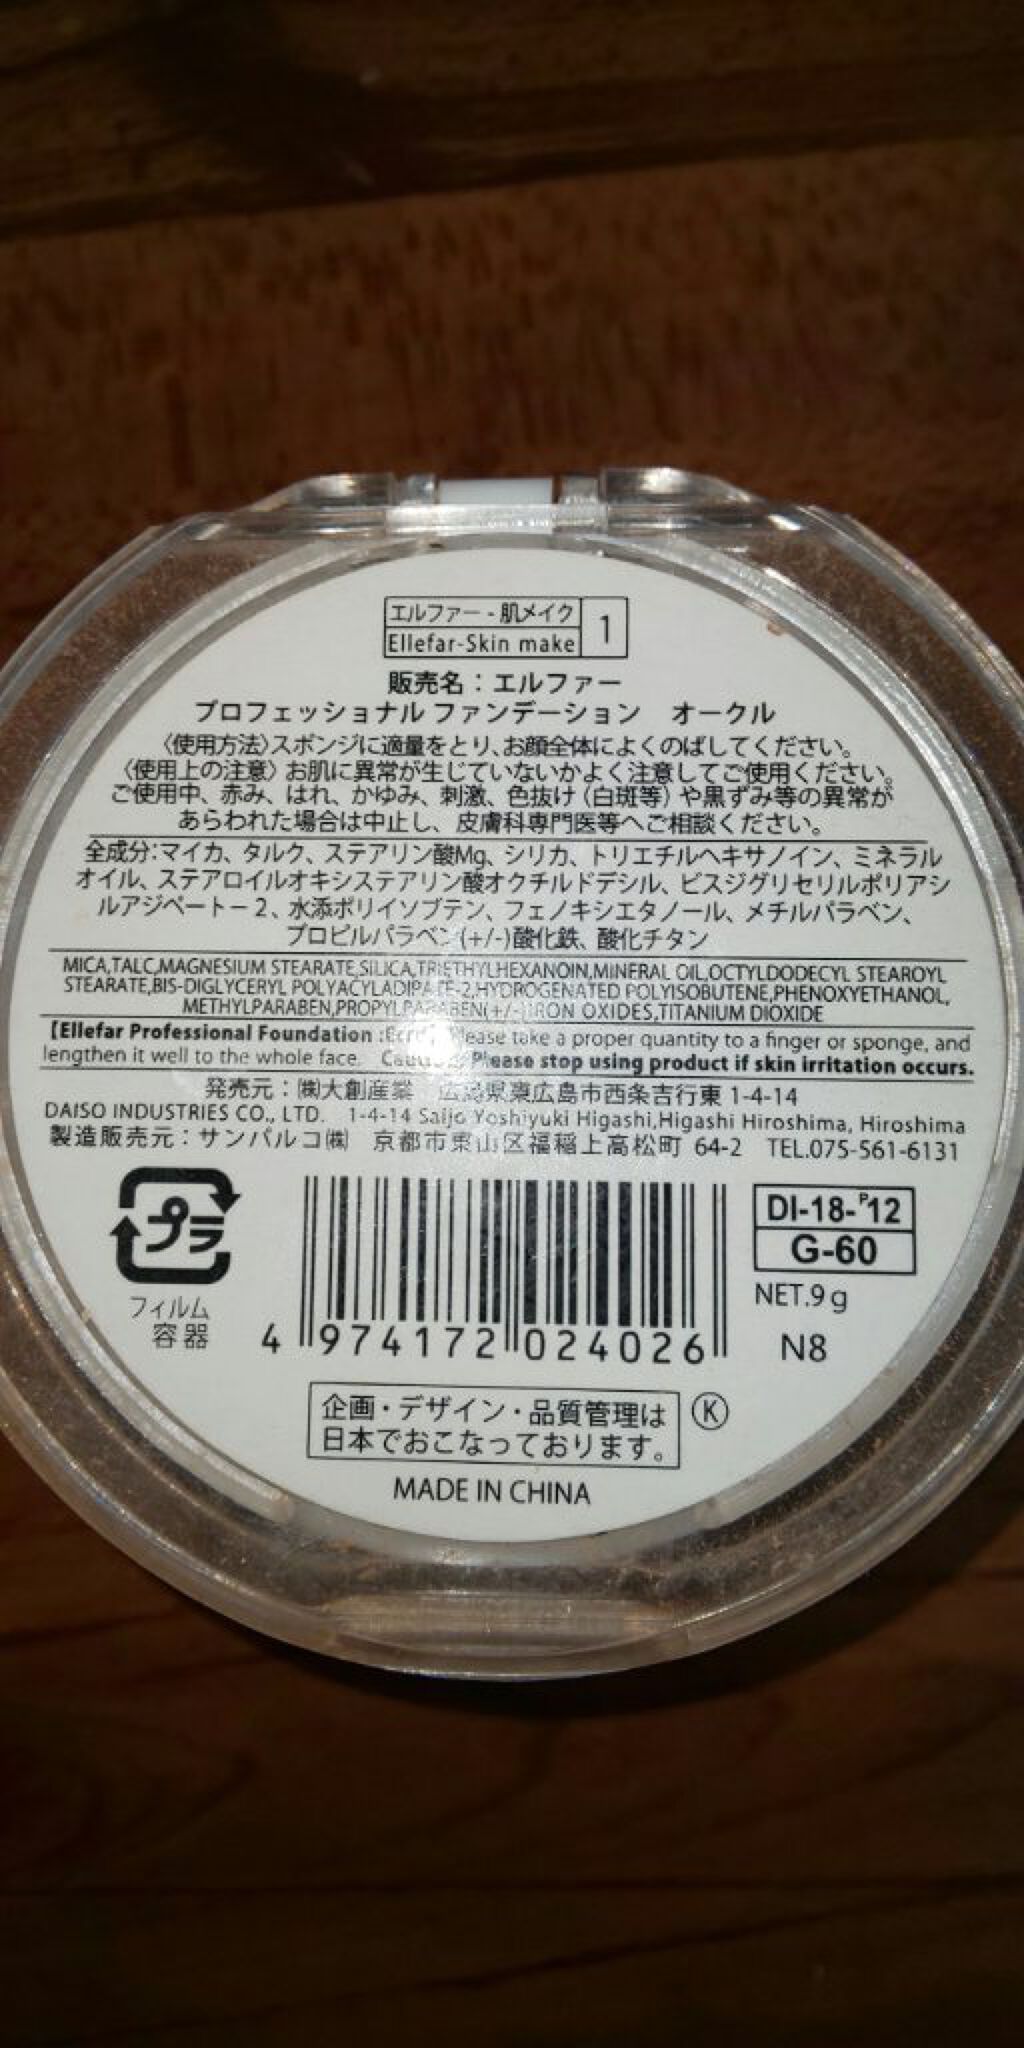 エルファー - 肌メイク
Ellefar-Skin make
1
販売名：エルファー
プロフェッショナル ファンデーション　オークル
〈使用方法〉スポンジに適量をとり、お顔全体によくのばしてください。
〈使用上の注意〉お肌に異常が生じていないかよく注意してご使用ください。
ご使用中、赤み、はれ、かゆみ、刺激、色抜け（白斑等）や黒ずみ等の異常が
あらわれた場合は中止し、皮膚科専門医等へご相談ください。
全成分:マイカ、タルク、ステアリン酸Mg、シリカ、トリエチルヘキサノイン、ミネラル
オイル、ステアロイルオキシステアリン酸オクチルドデシル、ビスジグリセリルポリアシ
ルアジペート－2、水添ポリイソブテン、フェノキシエタノール、メチルパラベン、
プロピルパラベン(+/-)酸化鉄、酸化チタン
MICA,TALC,MAGNESIUM STEARATE,SILICA,TRIETHYLHEXANOIN,MINERAL OIL,OCTYLDODECYL STEAROYL
STEARATE,BIS-DIGLYCERYL POLYACYLADIPATE-2,HYDROGENATED POLYISOBUTENE,PHENOXYETHANOL,
METHYLPARABEN,PROPYLPARABEN(+/-)IRON OXIDES,TITANIUM DIOXIDE
[Ellefar Professional Foundation :Ecru] Please take a proper quantity to a finger or sponge, and
lengthen it well to the whole face. Please stop using product if skin irritation occurs.
発売元：㈱大創産業　広島県東広島市西条吉行東 1-4-14
DAISO INDUSTRIES CO., LTD. 1-4-14 Saijo Yoshiyuki Higashi,Higashi Hiroshima, Hiroshima
製造販売元：サンパルコ㈱　京都市東山区福稲上高松町 64-2　TEL.075-561-6131
プラ
フィルム
容器
4 974172 024026
DI-18-P12
G-60
NET.9g
N8
企画・デザイン・品質管理は
日本でおこなっております。
Ⓚ
MADE IN CHINA